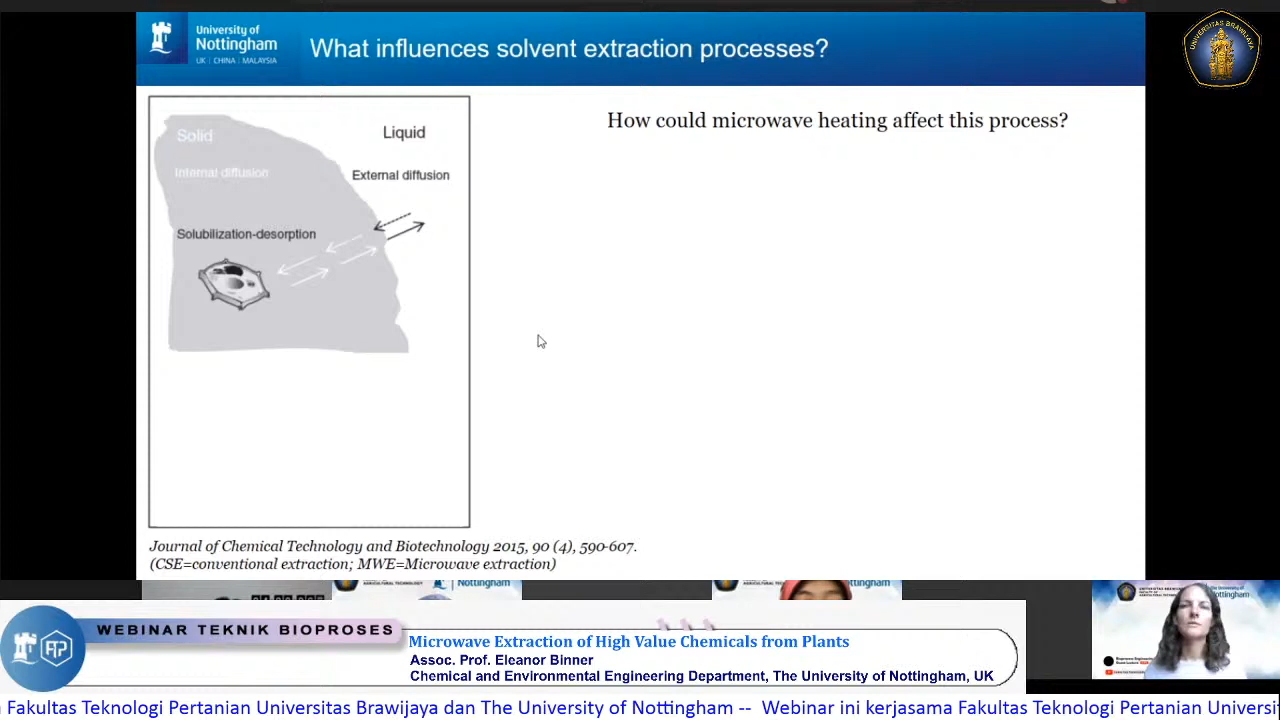 University of
Nottingham
UK | CHINA | MALAYSIA
What influences solvent extraction processes?
UNIVERSITAS BRAWIJAYA
Solid
Liquid
Internal diffusion
External diffusion
Solubilization-desorption
How could microwave heating affect this process?
Journal of Chemical Technology and Biotechnology 2015, 90 (4), 590-607.
(CSE=conventional extraction; MWE=Microwave extraction)
WEBINAR TEKNIK BIOPROSES
Microwave Extraction of High Value Chemicals from Plants
Assoc. Prof. Eleanor Binner
Chemical and Environmental Engineering Department, The University of Nottingham, UK
Fakultas Teknologi Pertanian Universitas Brawijaya dan The University of Nottingham -- Webinar ini kerjasama Fakultas Teknologi Pertanian Universi